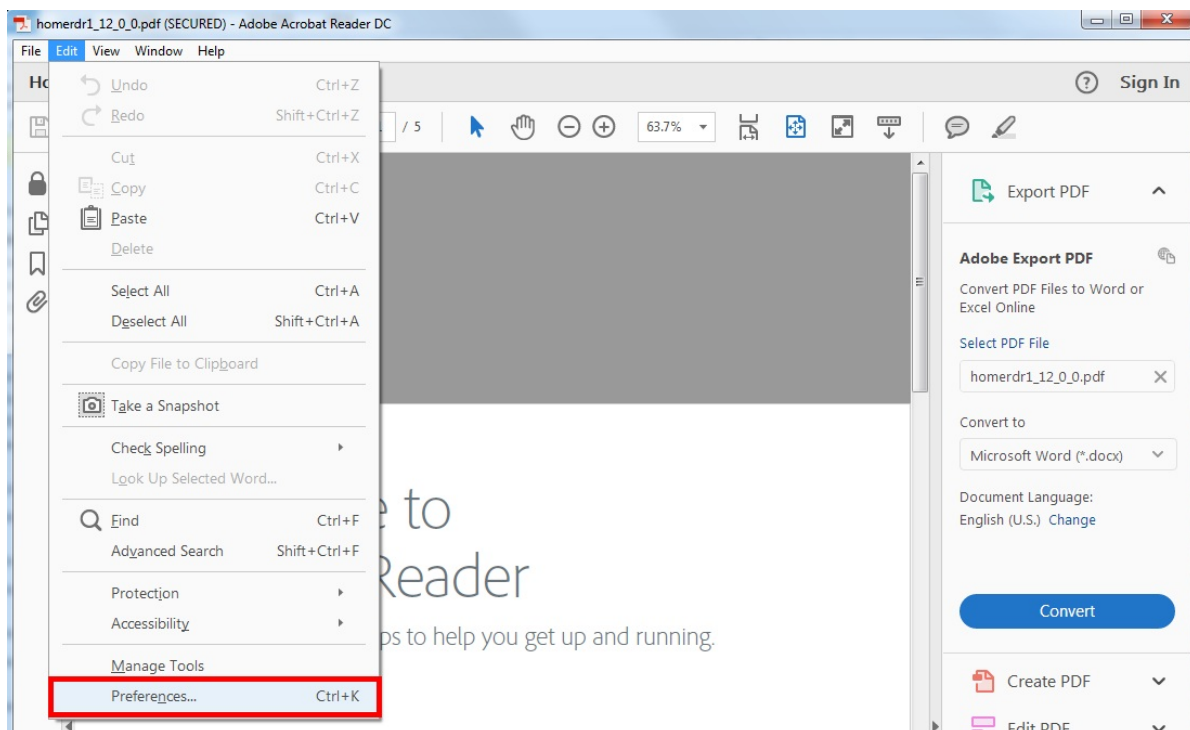 homerdr1_12_0_0.pdf (SECURED) - Adobe Acrobat Reader DC
File Edit View Window Help
Sign In
Undo Ctrl+Z
Redo Shift+Ctrl+Z
/ 5
63.7%
Cut Ctrl+X
Copy Ctrl+C
Paste Ctrl+V
Delete
Select All Ctrl+A
Deselect All Shift+Ctrl+A
Copy File to Clipboard
Take a Snapshot
Check Spelling
Look Up Selected Word...
Find Ctrl+F
Advanced Search Shift+Ctrl+F
Protection
Accessibility
Manage Tools
Preferences... Ctrl+K
to
Reader
ps to help you get up and running.
Export PDF
Adobe Export PDF
Convert PDF Files to Word or
Excel Online
Select PDF File
homerdr1_12_0_0.pdf
Convert to
Microsoft Word (*.docx)
Document Language:
English (U.S.) Change
Convert
Create PDF
Edit PDF